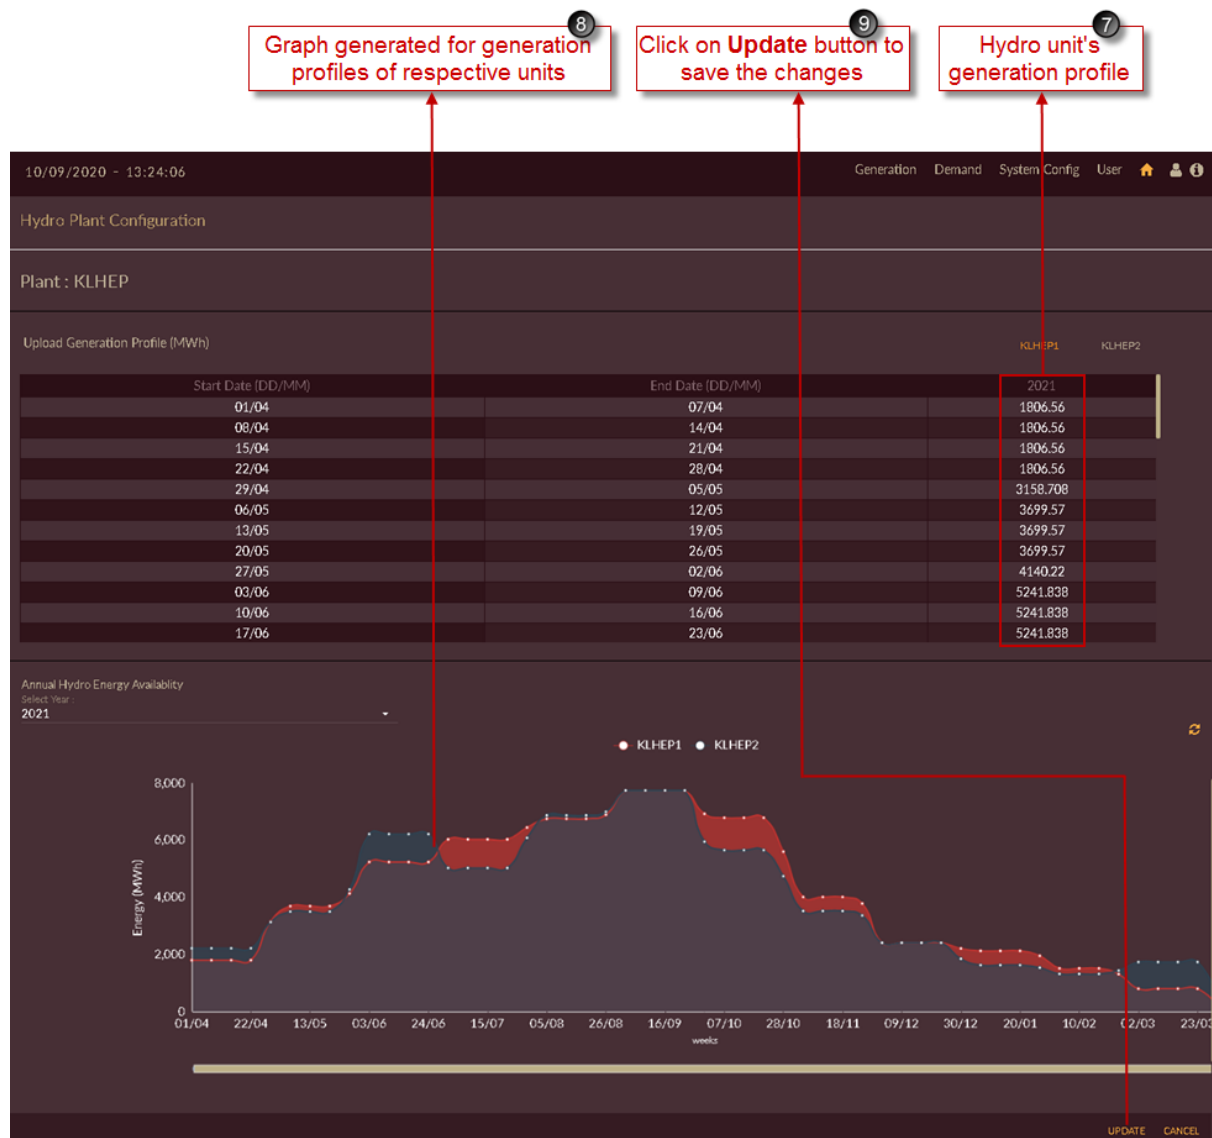 8
Graph generated for generation
profiles of respective units
9
Click on Update button to
save the changes
7
Hydro unit's
generation profile
10/09/2020 - 13:24:06
Generation Demand System Config User
Hydro Plant Configuration
Plant : KLHEP
Upload Generation Profile (MWh)
KLHEP1 KLHEP2
Start Date (DD/MM) End Date (DD/MM) 2021
01/04 07/04 1806.56
08/04 14/04 1806.56
15/04 21/04 1806.56
22/04 28/04 1806.56
29/04 05/05 3158.708
06/05 12/05 3699.57
13/05 19/05 3699.57
20/05 26/05 3699.57
27/05 02/06 4140.22
03/06 09/06 5241.838
10/06 16/06 5241.838
17/06 23/06 5241.838
Annual Hydro Energy Availablity
Select Year :
2021
KLHEP1 KLHEP2
8,000
6,000
4,000
2,000
0
Energy (MWh)
01/04 22/04 13/05 03/06 24/06 15/07 05/08 26/08 16/09 07/10 28/10 18/11 09/12 30/12 20/01 10/02 02/03 23/03
weeks
UPDATE CANCEL